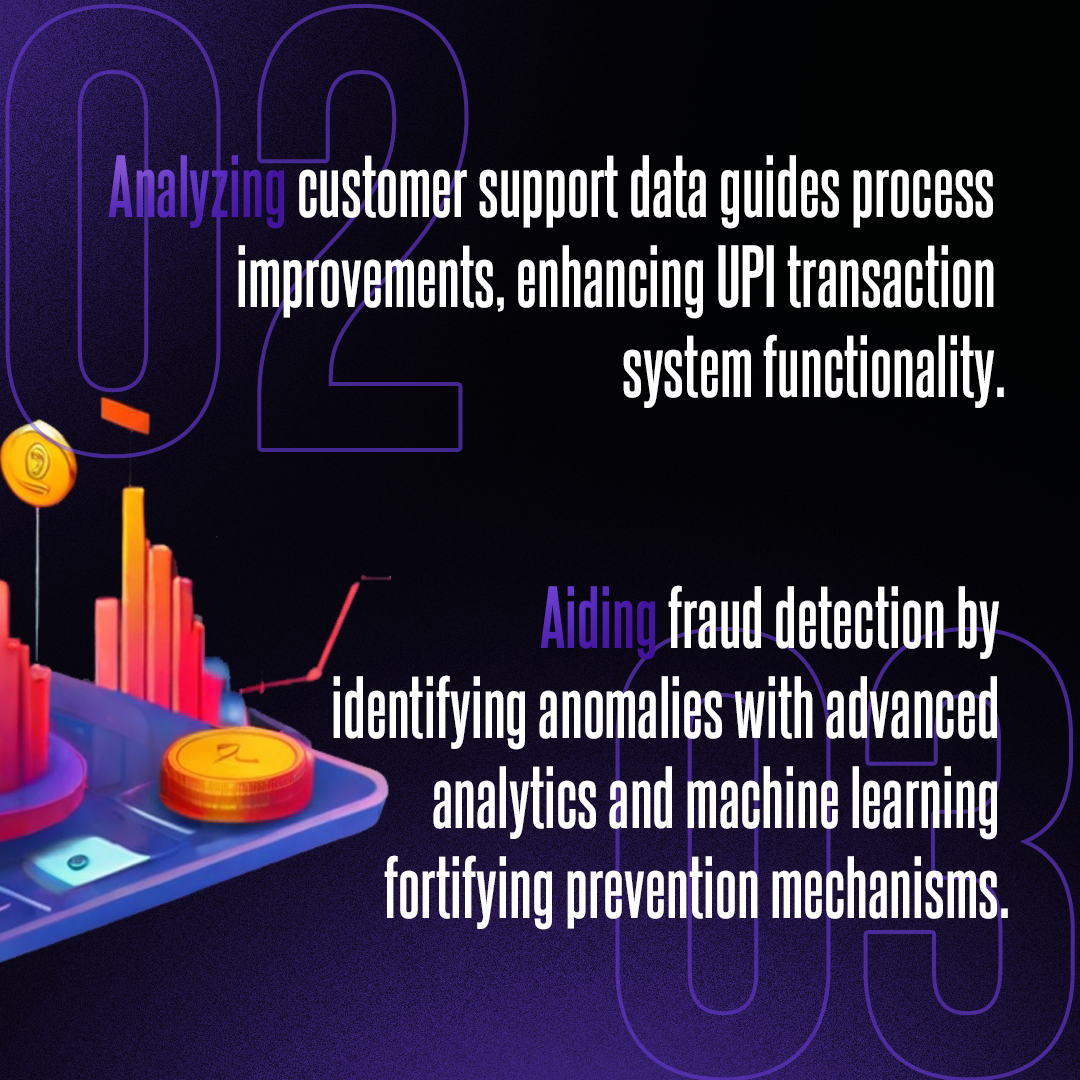 02
Analyzing customer support data guides process
improvements, enhancing UPI transaction
system functionality.
Aiding fraud detection by
identifying anomalies with advanced
analytics and machine learning
fortifying prevention mechanisms.
03